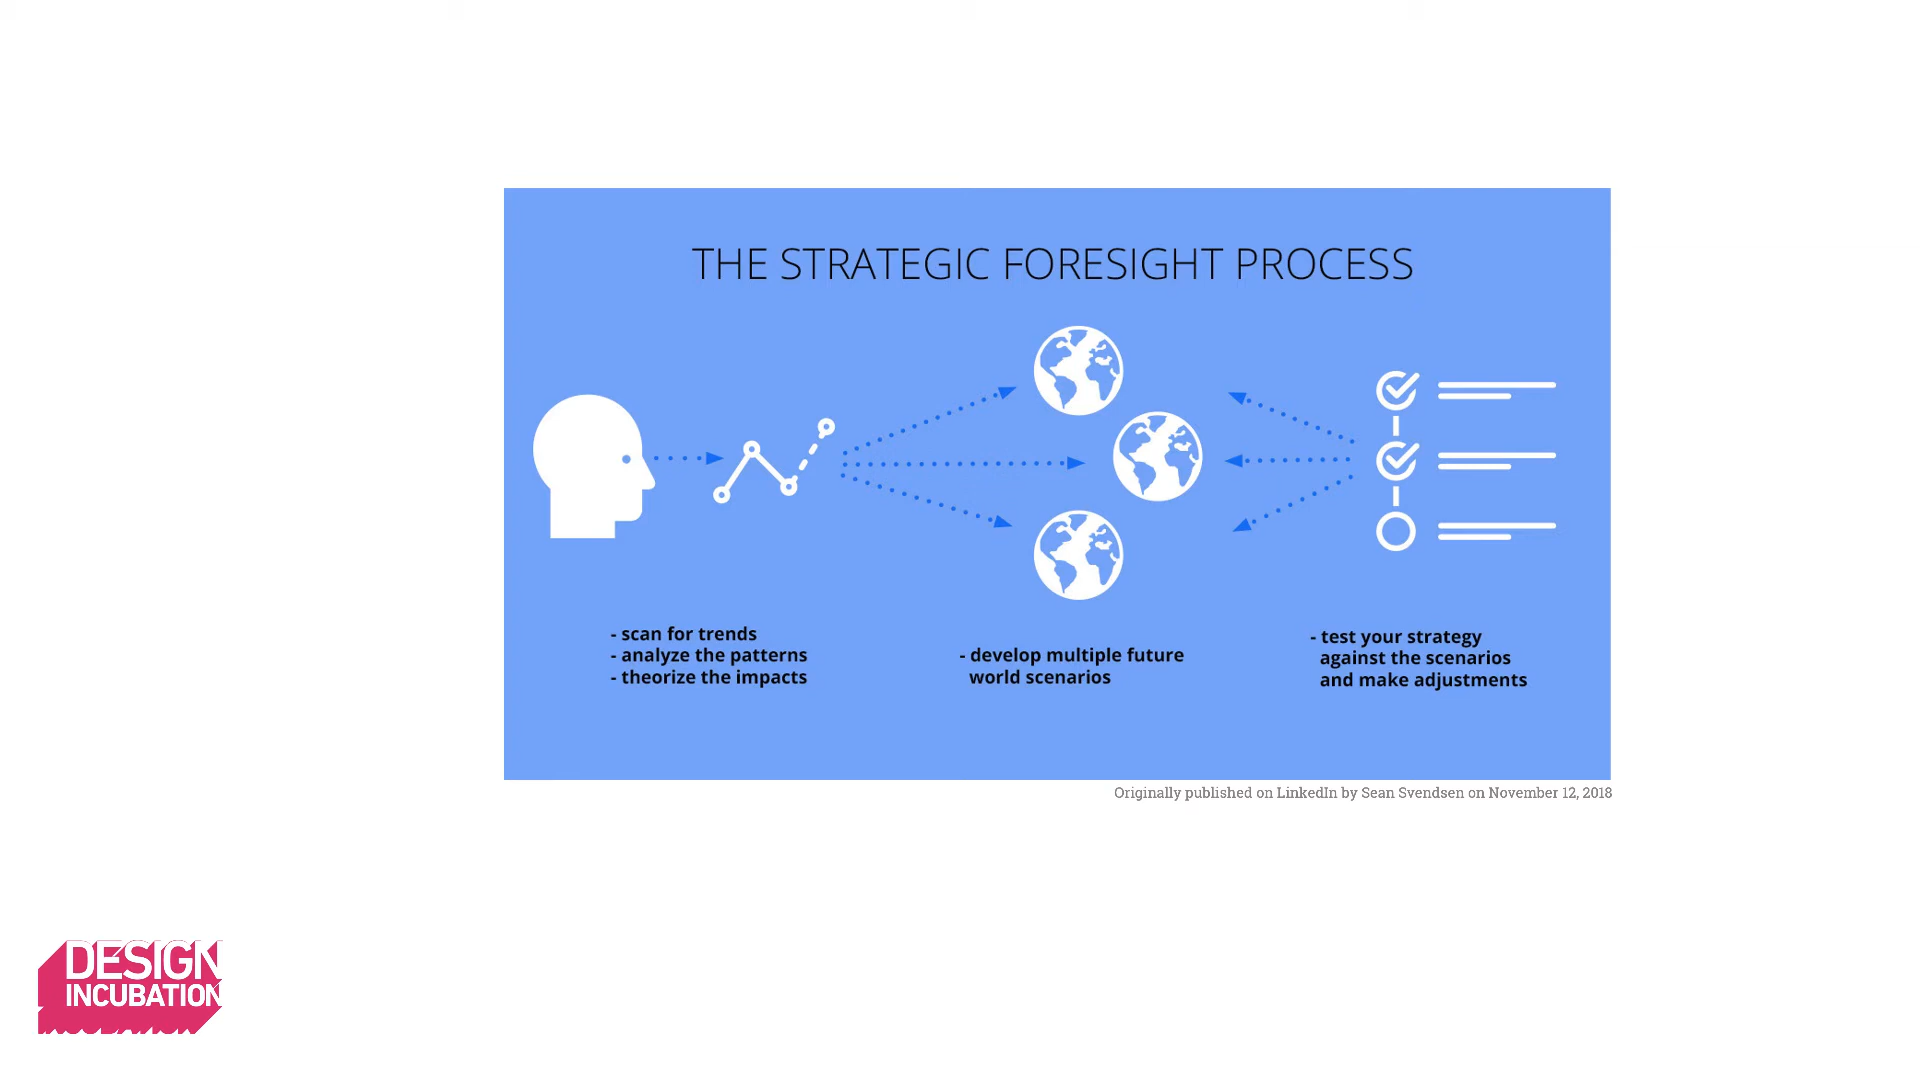 THE STRATEGIC FORESIGHT PROCESS
- scan for trends
- analyze the patterns
- theorize the impacts
- develop multiple future
world scenarios
- test your strategy
against the scenarios
and make adjustments
Originally published on LinkedIn by Sean Svendsen on November 12, 2018
DESIGN
INCUBATION